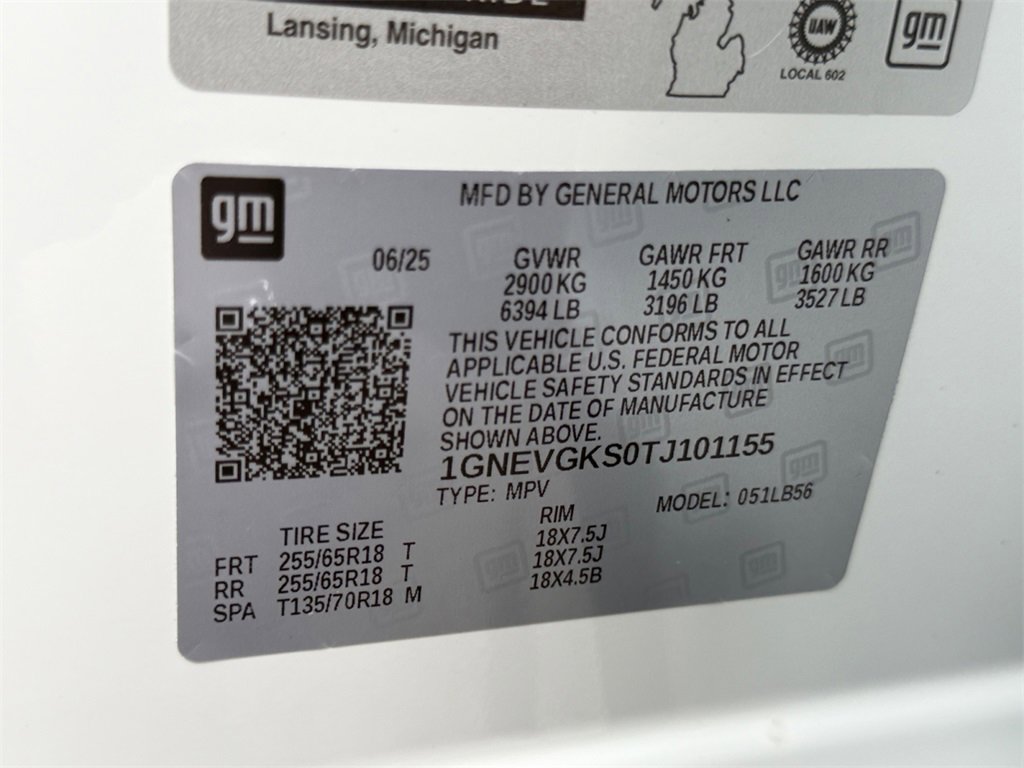 Lansing, Michigan
UAW
LOCAL 602
gm
gm
MFD BY GENERAL MOTORS LLC
06/25 GVWR GAWR FRT GAWR RR
2900 KG 1450 KG 1600 KG
6394 LB 3196 LB 3527 LB
THIS VEHICLE CONFORMS TO ALL
APPLICABLE U.S. FEDERAL MOTOR
VEHICLE SAFETY STANDARDS IN EFFECT
ON THE DATE OF MANUFACTURE
SHOWN ABOVE.
1GNEVGKS0TJ101155
TYPE: MPV MODEL: 051LB56
TIRE SIZE RIM
FRT 255/65R18 T 18X7.5J
RR 255/65R18 T 18X7.5J
SPA T135/70R18 M 18X4.5B